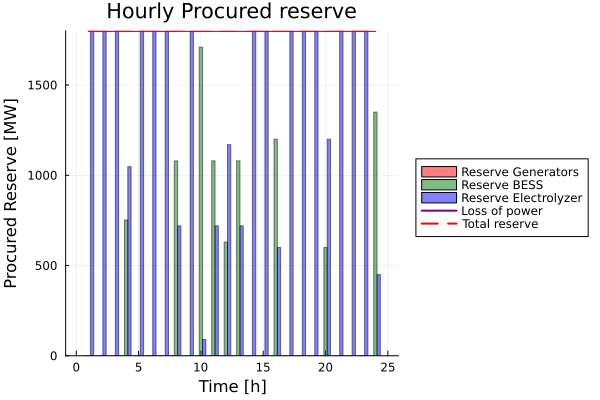 Hourly Procured reserve
Procured Reserve [MW]
1500
1000
500
0
0 5 10 15 20 25
Time [h]
Reserve Generators
Reserve BESS
Reserve Electrolyzer
Loss of power
Total reserve